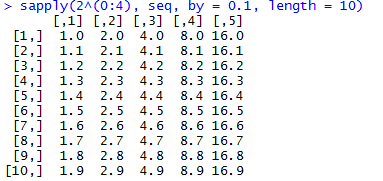 > sapply(2^(0:4), seq, by = 0.1, length = 10)
      [,1] [,2] [,3] [,4] [,5]
 [1,]  1.0  2.0  4.0  8.0 16.0
 [2,]  1.1  2.1  4.1  8.1 16.1
 [3,]  1.2  2.2  4.2  8.2 16.2
 [4,]  1.3  2.3  4.3  8.3 16.3
 [5,]  1.4  2.4  4.4  8.4 16.4
 [6,]  1.5  2.5  4.5  8.5 16.5
 [7,]  1.6  2.6  4.6  8.6 16.6
 [8,]  1.7  2.7  4.7  8.7 16.7
 [9,]  1.8  2.8  4.8  8.8 16.8
[10,]  1.9  2.9  4.9  8.9 16.9